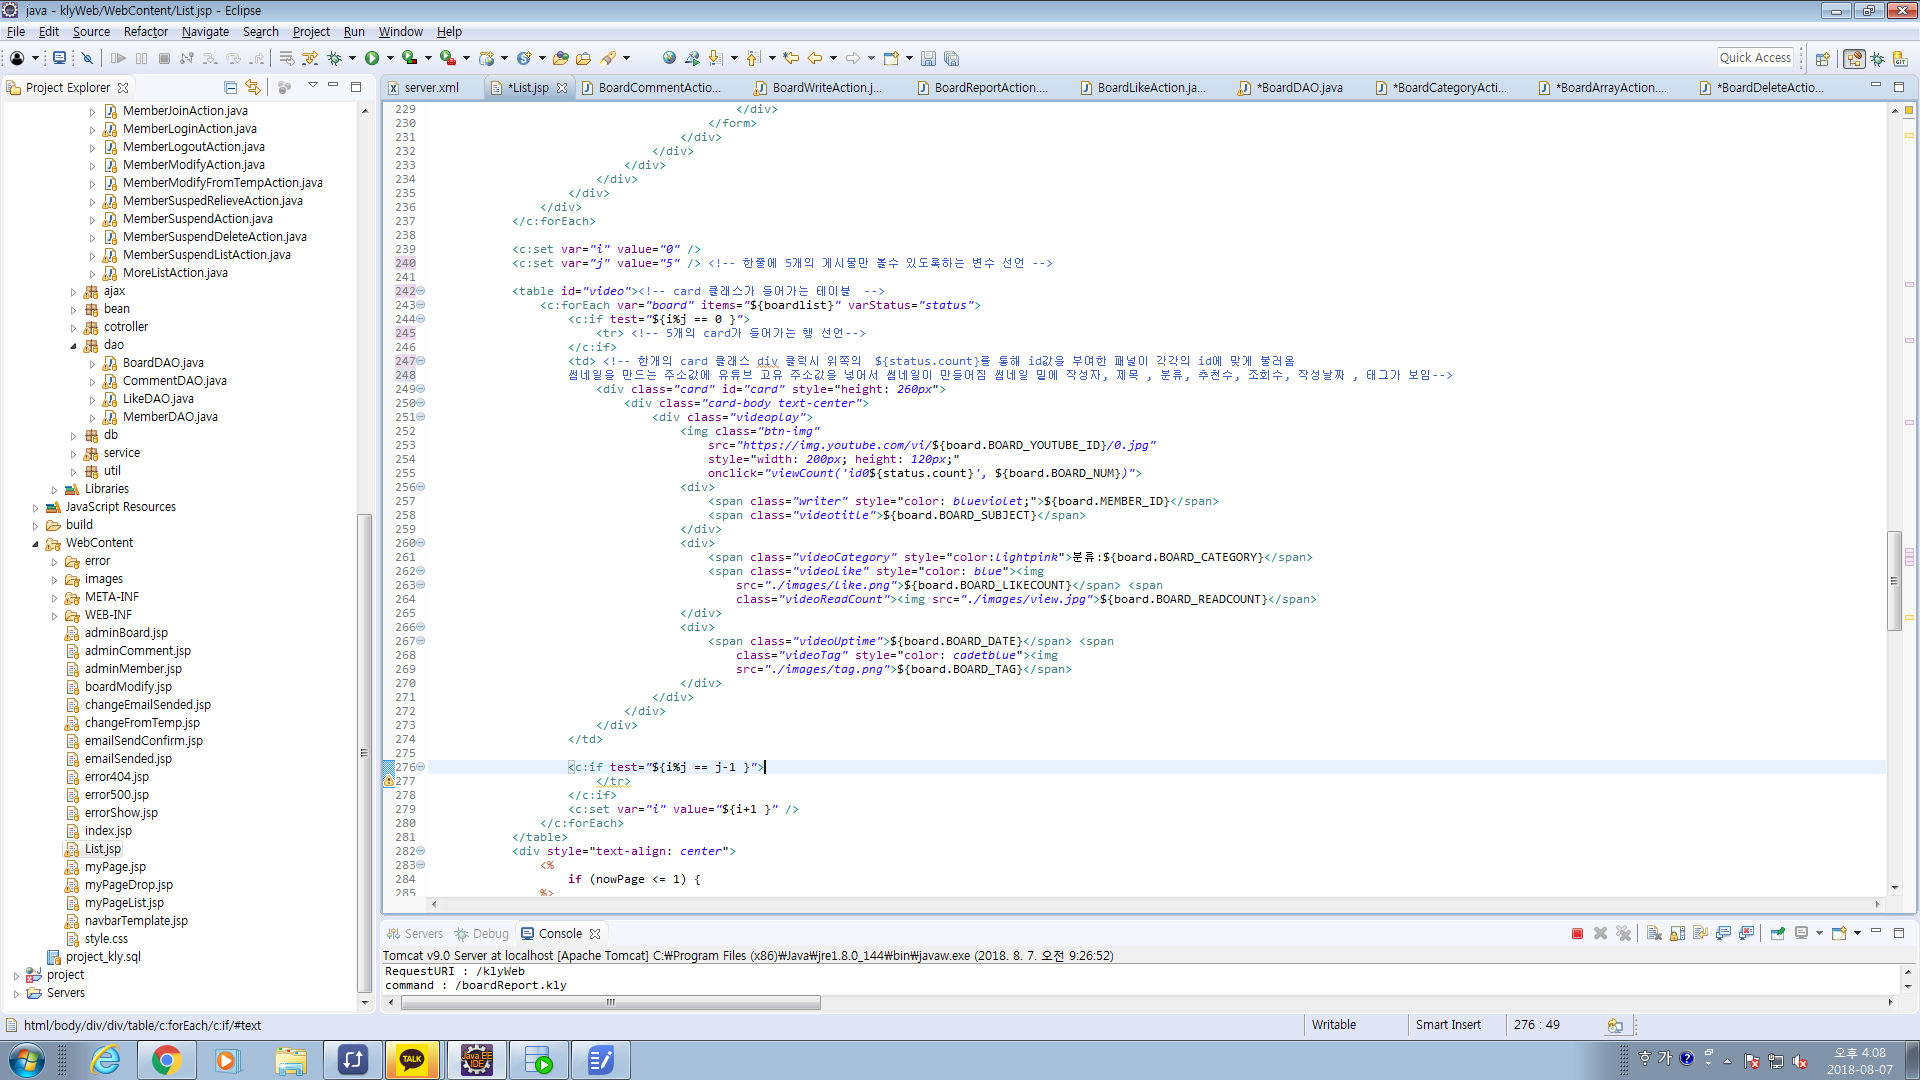 java - klyWeb/WebContent/List.jsp - Eclipse
File Edit Source Refactor Navigate Search Project Run Window Help
Quick Access
Project Explorer
server.xml *List.jsp BoardCommentActio... BoardWriteAction.j... BoardReportAction.... BoardLikeAction.ja... *BoardDAO.java *BoardCategoryActi... *BoardArrayAction.... *BoardDeleteActio...
MemberJoinAction.java
MemberLoginAction.java
MemberLogoutAction.java
MemberModifyAction.java
MemberModifyFromTempAction.java
MemberSuspedRelieveAction.java
MemberSuspendAction.java
MemberSuspendDeleteAction.java
MemberSuspendListAction.java
MoreListAction.java
ajax
bean
cotroller
dao
BoardDAO.java
CommentDAO.java
LikeDAO.java
MemberDAO.java
db
service
util
Libraries
JavaScript Resources
build
WebContent
error
images
META-INF
WEB-INF
adminBoard.jsp
adminComment.jsp
adminMember.jsp
boardModify.jsp
changeEmailSended.jsp
changeFromTemp.jsp
emailSendConfirm.jsp
emailSended.jsp
error404.jsp
error500.jsp
errorShow.jsp
index.jsp
List.jsp
myPage.jsp
myPageDrop.jsp
myPageList.jsp
navbarTemplate.jsp
style.css
project_kly.sql
project
Servers
229 </div>
230 </form>
231 </div>
232 </div>
233 </div>
234 </div>
235 </div>
236 </div>
237 </c:forEach>
238
239 <c:set var="i" value="0" />
240 <c:set var="j" value="5" /> <!-- 한줄에 5개의 게시물만 볼수 있도록하는 변수 선언 -->
241
242 <table id="video"><!-- card 클래스가 들어가는 테이블  -->
243 <c:forEach var="board" items="${boardlist}" varStatus="status">
244 <c:if test="${i%j == 0 }">
245 <tr> <!-- 5개의 card가 들어가는 행 선언-->
246 </c:if>
247 <td> <!-- 한개의 card 클래스 div 클릭시 위쪽의  ${status.count}를 통해 id값을 부여한 패널이 각각의 id에 맞게 불러옴
248 썸네일을 만드는 주소값에 유튜브 고유 주소값을 넣어서 썸네일이 만들어짐 썸네일 밑에 작성자, 제목 , 분류, 추천수, 조회수, 작성날짜 , 태그가 보임-->
249 <div class="card" id="card" style="height: 260px">
250 <div class="card-body text-center">
251 <div class="videoplay">
252 <img class="btn-img"
253 src="https://img.youtube.com/vi/${board.BOARD_YOUTUBE_ID}/0.jpg"
254 style="width: 200px; height: 120px;"
255 onclick="viewCount('id0${status.count}', ${board.BOARD_NUM})">
256 <div>
257 <span class="writer" style="color: blueviolet;">${board.MEMBER_ID}</span>
258 <span class="videotitle">${board.BOARD_SUBJECT}</span>
259 </div>
260 <div>
261 <span class="videoCategory" style="color:lightpink">분류:${board.BOARD_CATEGORY}</span>
262 <span class="videoLike" style="color: blue"><img
263 src="./images/like.png">${board.BOARD_LIKECOUNT}</span> <span
264 class="videoReadCount"><img src="./images/view.jpg">${board.BOARD_READCOUNT}</span>
265 </div>
266 <div>
267 <span class="videoUptime">${board.BOARD_DATE}</span> <span
268 class="videoTag" style="color: cadetblue"><img
269 src="./images/tag.png">${board.BOARD_TAG}</span>
270 </div>
271 </div>
272 </div>
273 </div>
274 </td>
275
276 <c:if test="${i%j == j-1 }">
277 </tr>
278 </c:if>
279 <c:set var="i" value="${i+1 }" />
280 </c:forEach>
281 </table>
282 <div style="text-align: center">
283 <%
284 if (nowPage <= 1) {
285 %>
Servers Debug Console
Tomcat v9.0 Server at localhost [Apache Tomcat] C:₩Program Files (x86)₩Java₩jre1.8.0_144₩bin₩javaw.exe (2018. 8. 7. 오전 9:26:52)
RequestURI : /klyWeb
command : /boardReport.kly
html/body/div/div/table/c:forEach/c:if/#text
Writable
Smart Insert
276 : 49
TALK
Java EE IDE
가
오후 4:08
2018-08-07